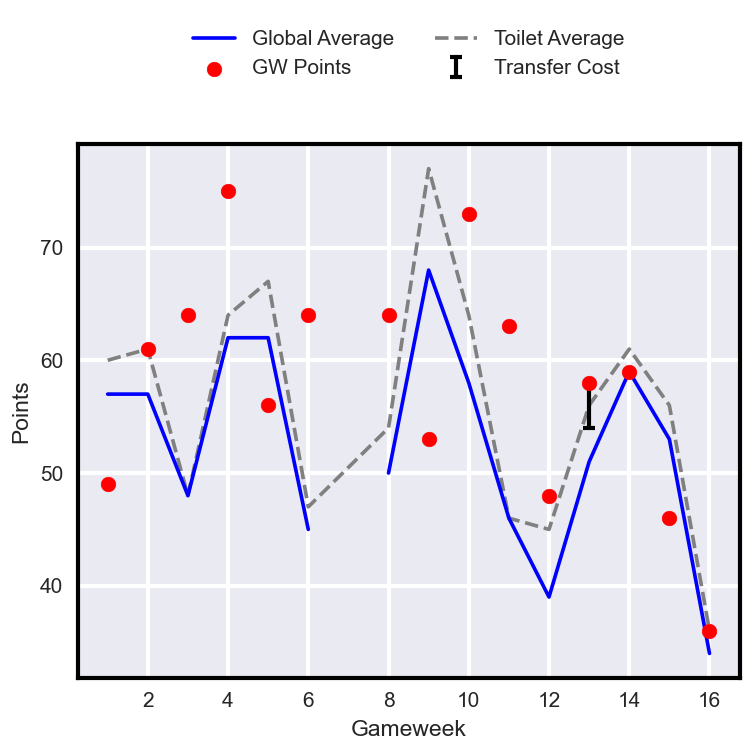 Global Average Toilet Average
GW Points Transfer Cost
70
60
50
40
Points
2 4 6 8 10 12 14 16
Gameweek